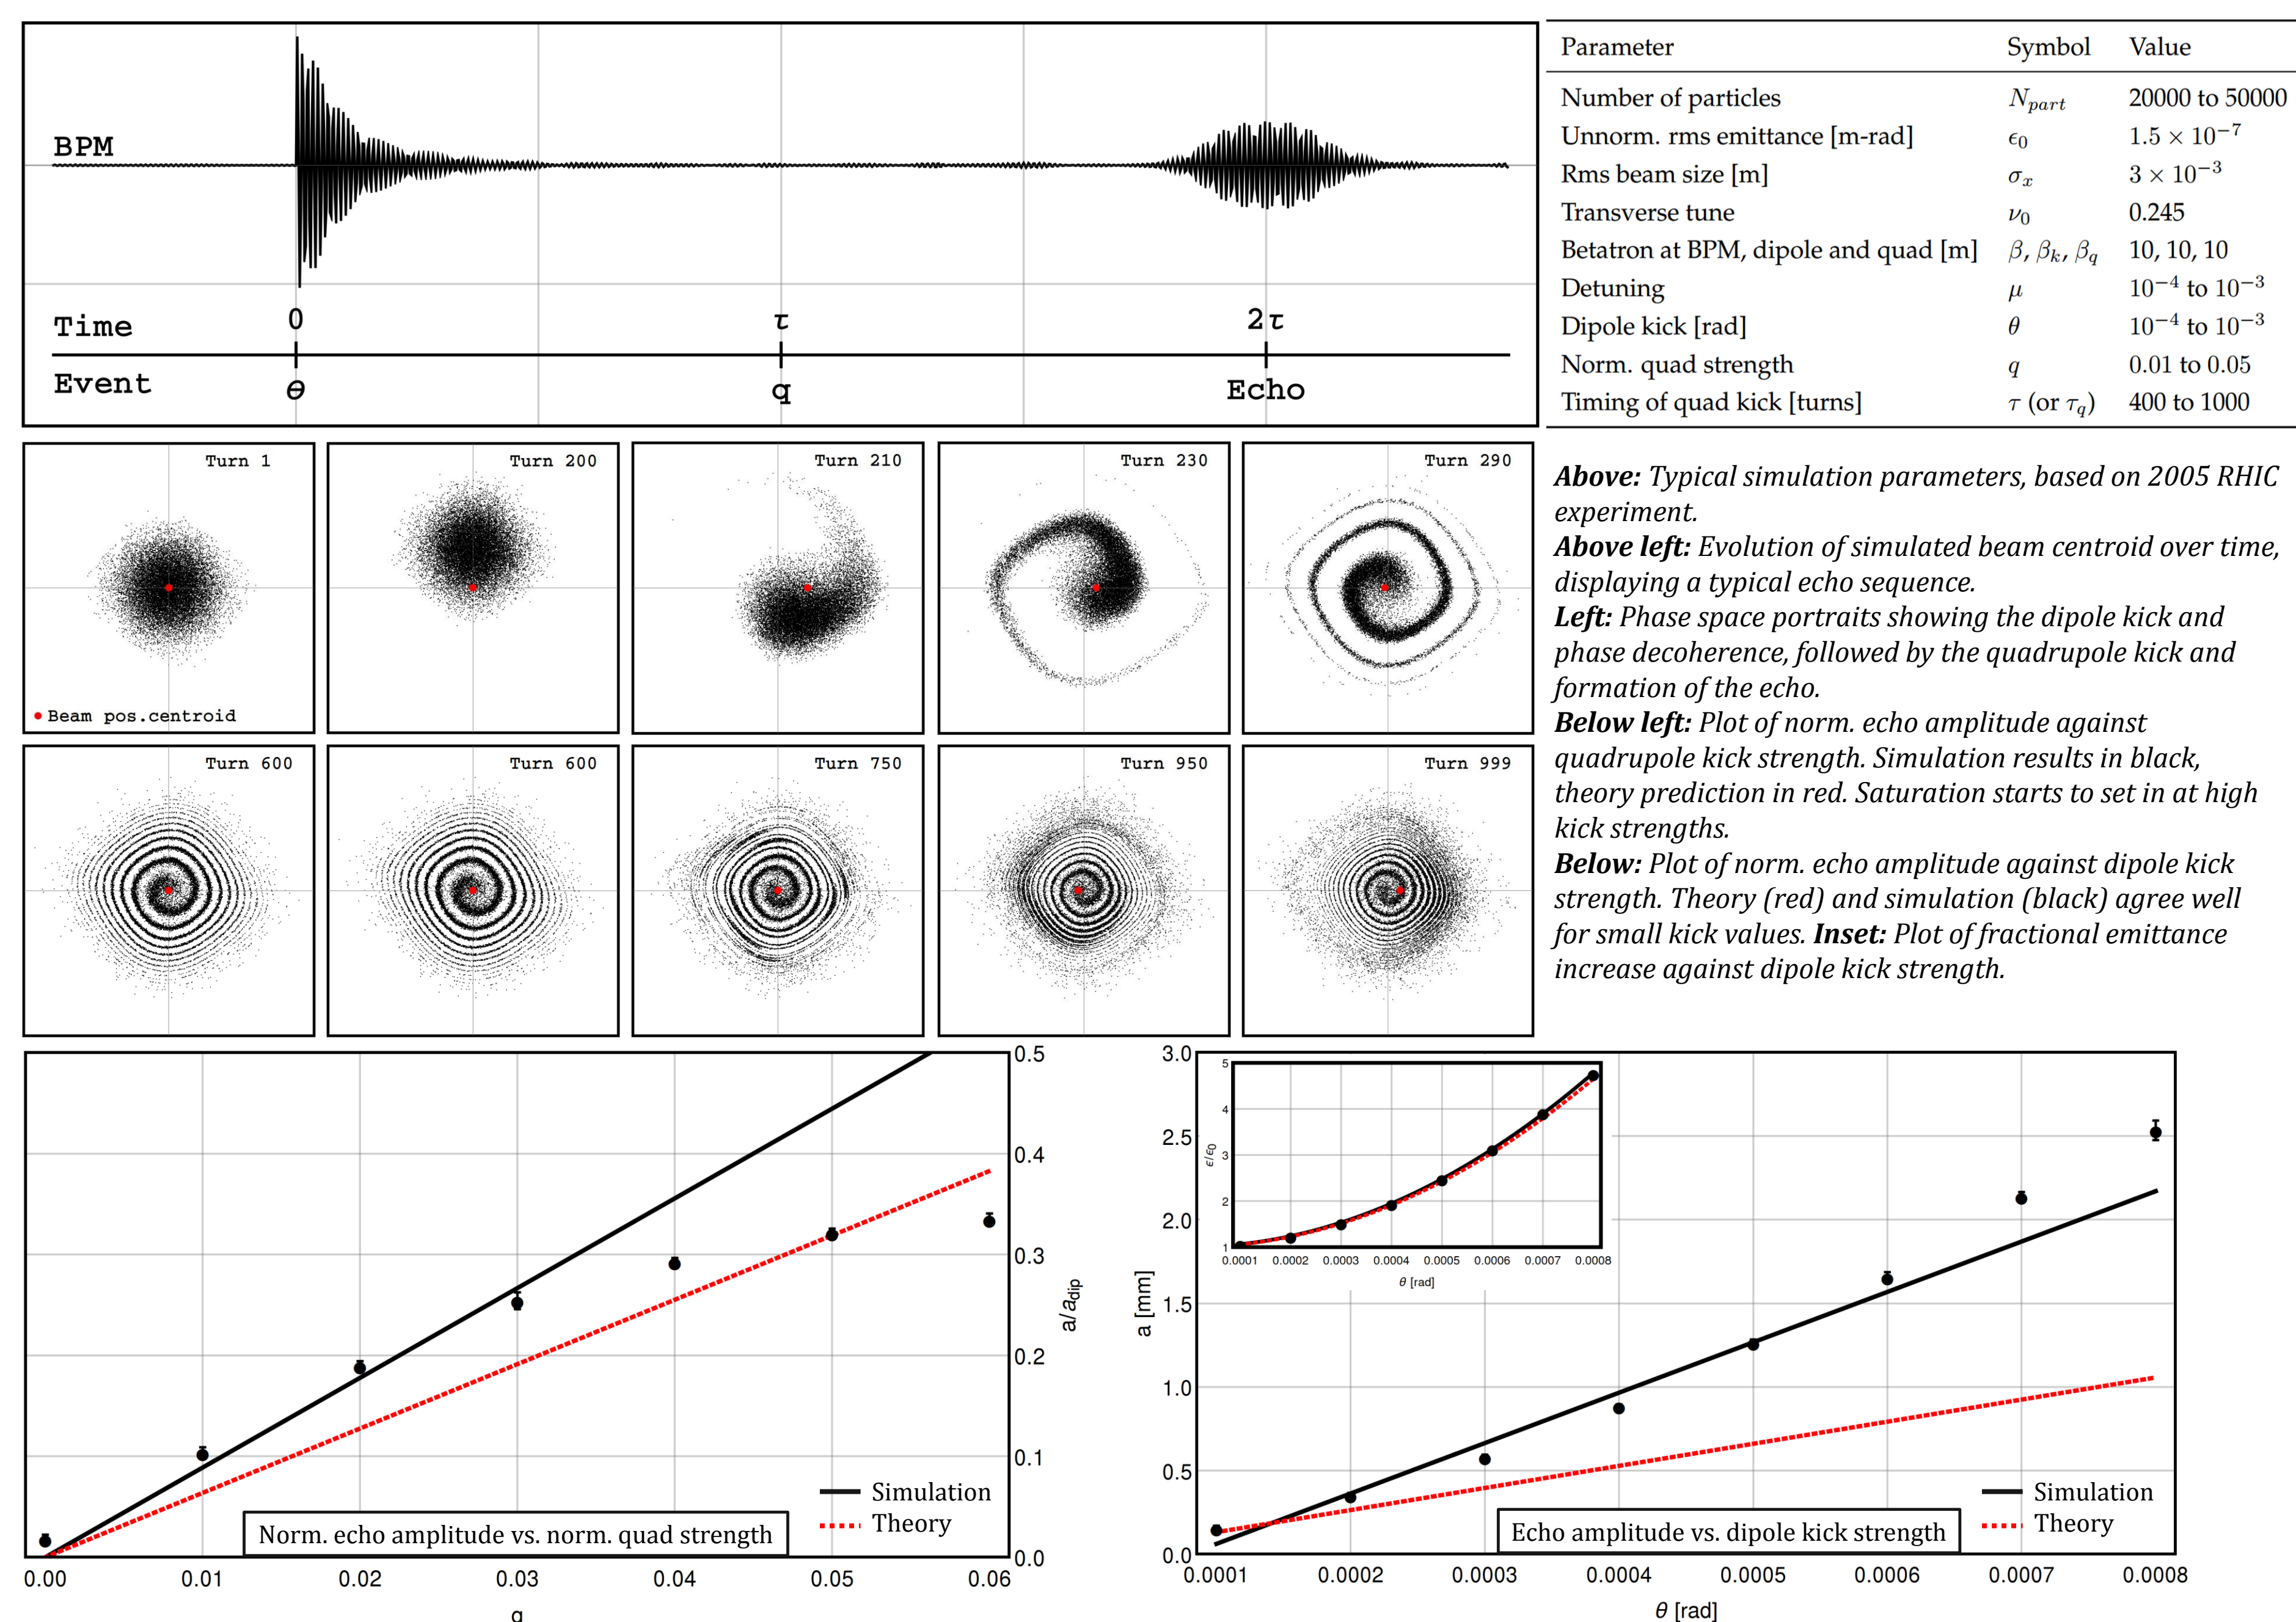 BPM
Time
0
τ
2τ
Event
θ
q
Echo
Parameter Symbol Value
Number of particles N_part 20000 to 50000
Unnorm. rms emittance [m-rad] ϵ₀ 1.5 × 10⁻⁷
Rms beam size [m] σₓ 3 × 10⁻³
Transverse tune ν₀ 0.245
Betatron at BPM, dipole and quad [m] β, β_k, β_q 10, 10, 10
Detuning μ 10⁻⁴ to 10⁻³
Dipole kick [rad] θ 10⁻⁴ to 10⁻³
Norm. quad strength q 0.01 to 0.05
Timing of quad kick [turns] τ (or τ_q) 400 to 1000
Turn 1
Turn 200
Turn 210
Turn 230
Turn 290
Beam pos.centroid
Turn 600
Turn 600
Turn 750
Turn 950
Turn 999
Above: Typical simulation parameters, based on 2005 RHIC
experiment.
Above left: Evolution of simulated beam centroid over time,
displaying a typical echo sequence.
Left: Phase space portraits showing the dipole kick and
phase decoherence, followed by the quadrupole kick and
formation of the echo.
Below left: Plot of norm. echo amplitude against
quadrupole kick strength. Simulation results in black,
theory prediction in red. Saturation starts to set in at high
kick strengths.
Below: Plot of norm. echo amplitude against dipole kick
strength. Theory (red) and simulation (black) agree well
for small kick values. Inset: Plot of fractional emittance
increase against dipole kick strength.
0.5
0.4
0.3
0.2
0.1
0.0
a/a_dip
Simulation
Theory
Norm. echo amplitude vs. norm. quad strength
0.00 0.01 0.02 0.03 0.04 0.05 0.06
q
3.0
2.5
2.0
1.5
1.0
0.5
0.0
a [mm]
5
4
3
2
1
ϵ/ϵ₀
0.0001 0.0002 0.0003 0.0004 0.0005 0.0006 0.0007 0.0008
θ [rad]
Simulation
Theory
Echo amplitude vs. dipole kick strength
0.0001 0.0002 0.0003 0.0004 0.0005 0.0006 0.0007 0.0008
θ [rad]